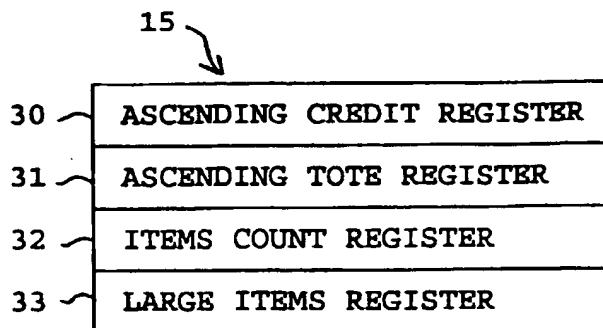 15
30 ASCENDING CREDIT REGISTER
31 ASCENDING TOTE REGISTER
32 ITEMS COUNT REGISTER
33 LARGE ITEMS REGISTER